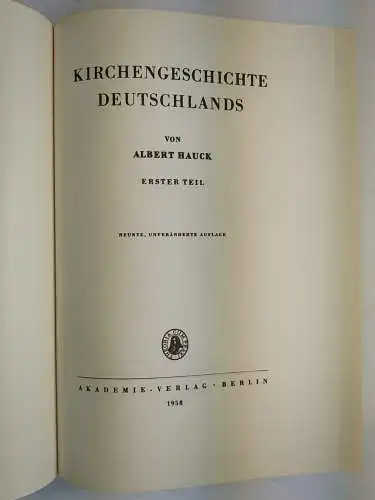 KIRCHENGESCHICHTE
DEUTSCHLANDS
VON
ALBERT HAUCK
ERSTER TEIL
NEUNTE, UNVERÄNDERTE AUFLAGE
AKADEMIE-VERLAG · BERLIN
1958